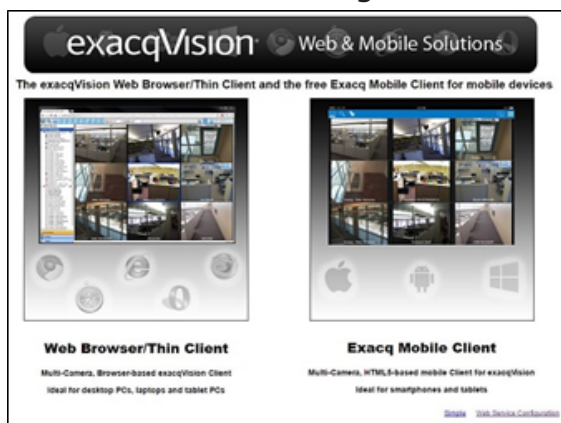 exacqVision Web & Mobile Solutions
The exacqVision Web Browser/Thin Client and the free Exacq Mobile Client for mobile devices
Web Browser/Thin Client
Multi-Camera, Browser-based exacqVision Client
Ideal for desktop PCs, laptops and tablet PCs
Exacq Mobile Client
Multi-Camera, HTML5-based mobile Client for exacqVision
Ideal for smartphones and tablets
Simple Web Service Configuration